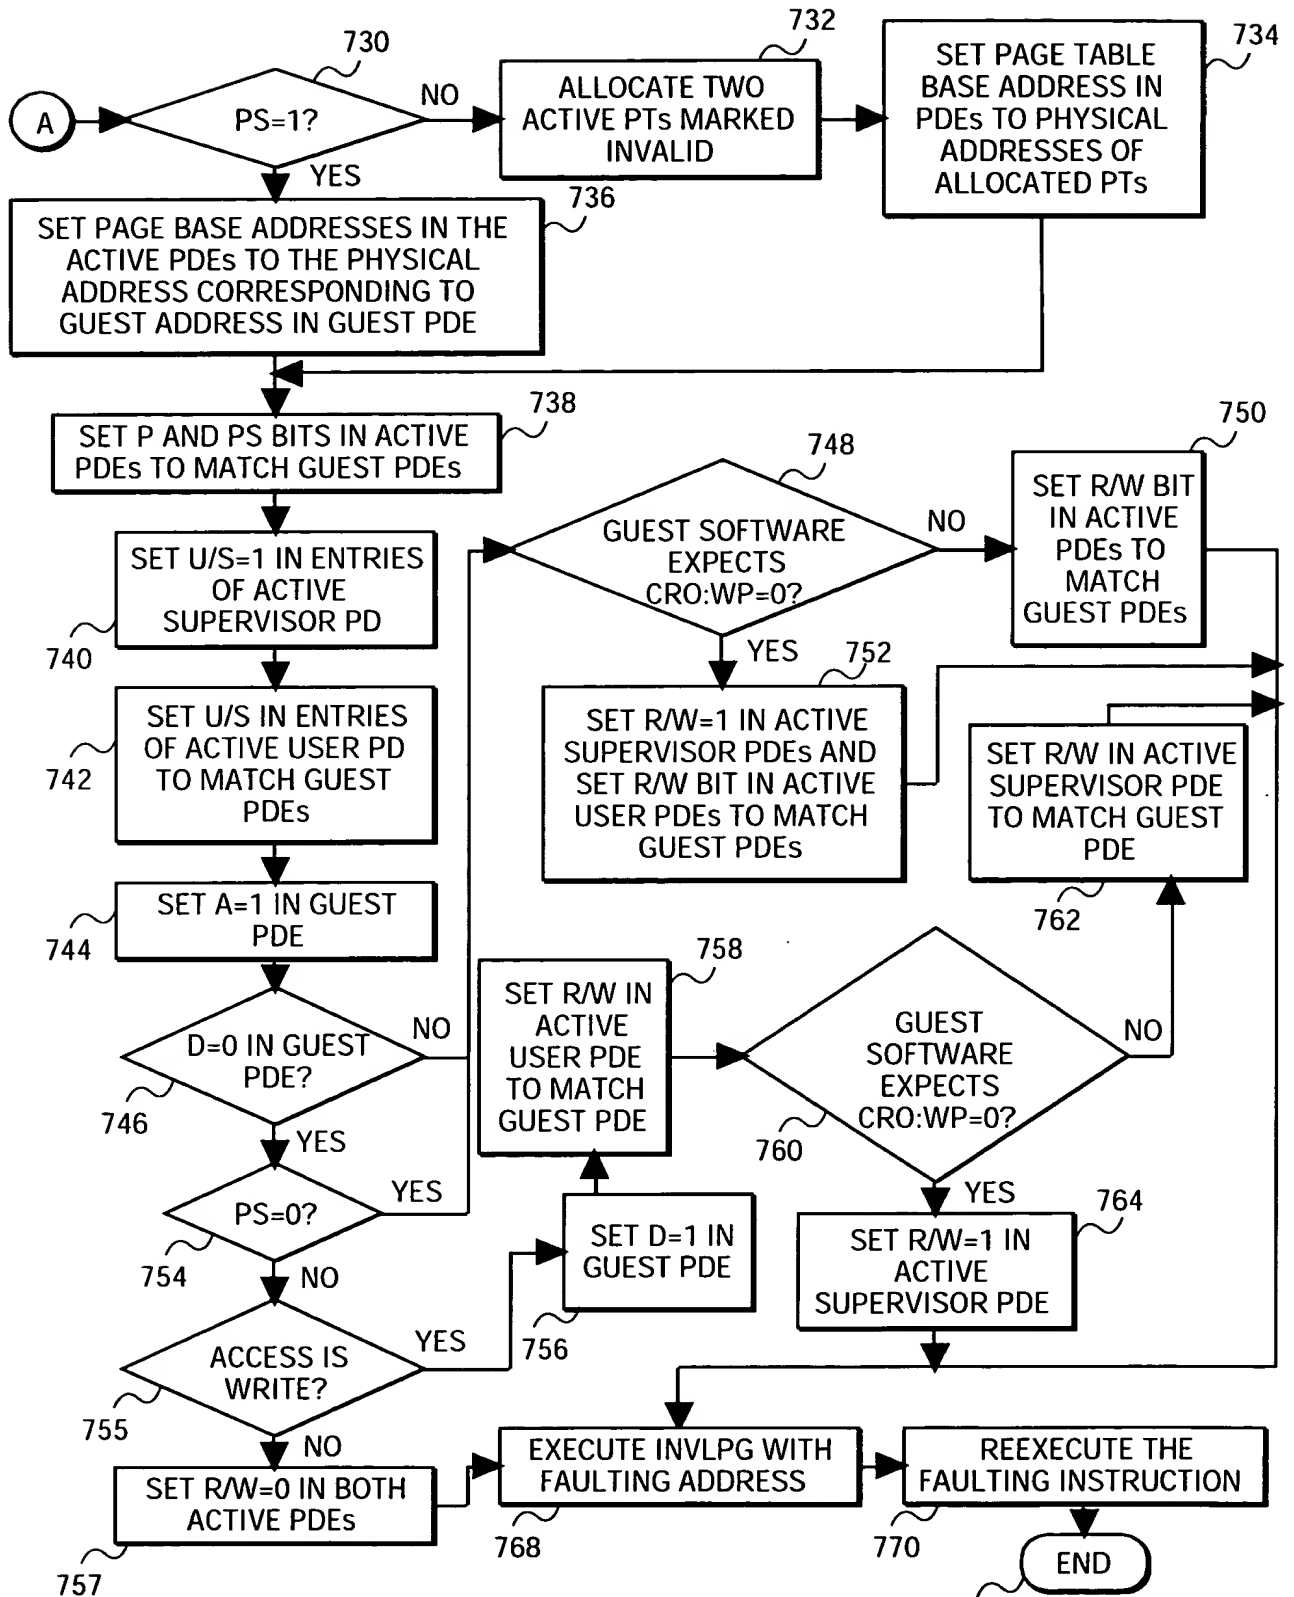 730
A
PS=1?
NO
YES
732
ALLOCATE TWO
ACTIVE PTs MARKED
INVALID
734
SET PAGE TABLE
BASE ADDRESS IN
PDEs TO PHYSICAL
ADDRESSES OF
ALLOCATED PTs
736
SET PAGE BASE ADDRESSES IN THE
ACTIVE PDEs TO THE PHYSICAL
ADDRESS CORRESPONDING TO
GUEST ADDRESS IN GUEST PDE
738
SET P AND PS BITS IN ACTIVE
PDEs TO MATCH GUEST PDEs
SET U/S=1 IN ENTRIES
OF ACTIVE
SUPERVISOR PD
740
SET U/S IN ENTRIES
OF ACTIVE USER PD
TO MATCH GUEST
PDEs
742
SET A=1 IN GUEST
PDE
744
D=0 IN GUEST
PDE?
NO
746
YES
PS=0?
YES
754
NO
ACCESS IS
WRITE?
YES
755
NO
SET R/W=0 IN BOTH
ACTIVE PDEs
757
748
GUEST SOFTWARE
EXPECTS
CRO:WP=0?
NO
YES
750
SET R/W BIT
IN ACTIVE
PDEs TO
MATCH
GUEST PDEs
752
SET R/W=1 IN ACTIVE
SUPERVISOR PDEs AND
SET R/W BIT IN ACTIVE
USER PDEs TO MATCH
GUEST PDEs
SET D=1 IN
GUEST PDE
756
758
SET R/W IN
ACTIVE
USER PDE
TO MATCH
GUEST PDE
GUEST
SOFTWARE
EXPECTS
CRO:WP=0?
760
NO
YES
SET R/W IN ACTIVE
SUPERVISOR PDE
TO MATCH GUEST
PDE
762
764
SET R/W=1 IN
ACTIVE
SUPERVISOR PDE
EXECUTE INVLPG WITH
FAULTING ADDRESS
768
REEXECUTE THE
FAULTING INSTRUCTION
770
END